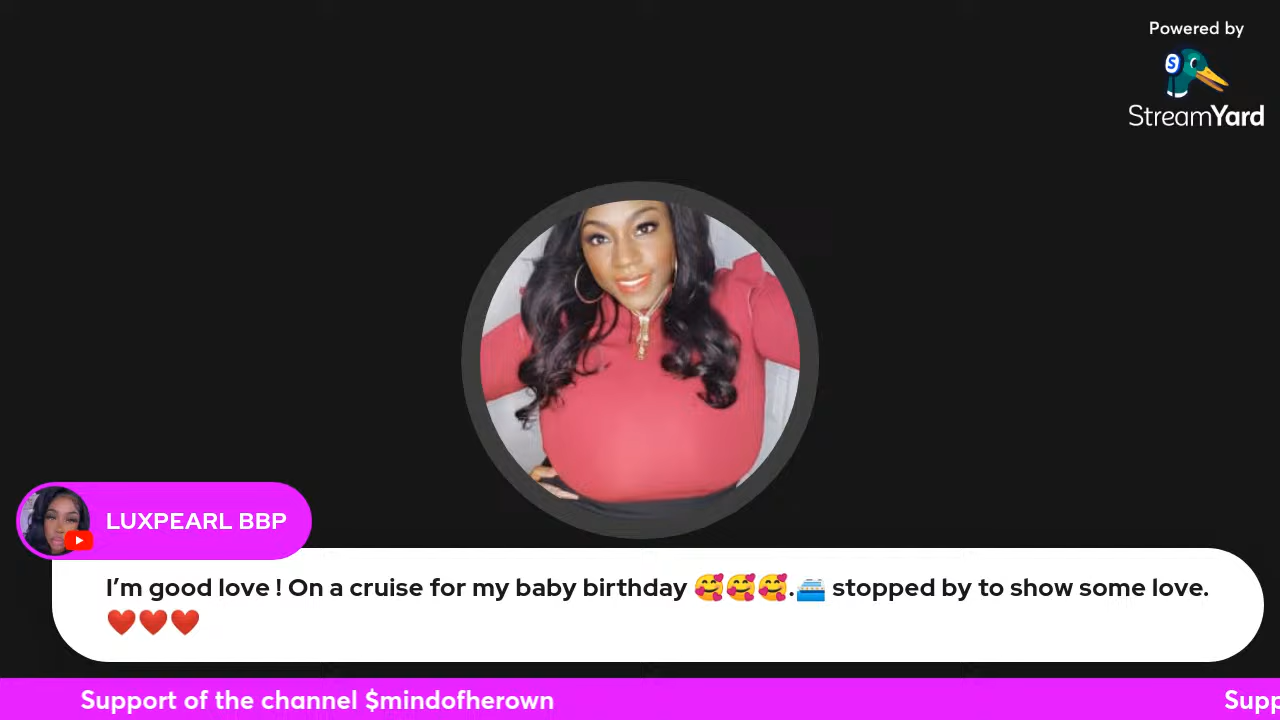 Powered by
StreamYard
LUXPEARL BBP
I’m good love ! On a cruise for my baby birthday 🥰🥰🥰.🛳️ stopped by to show some love.
❤️❤️❤️
Support of the channel $mindofherown
Supp